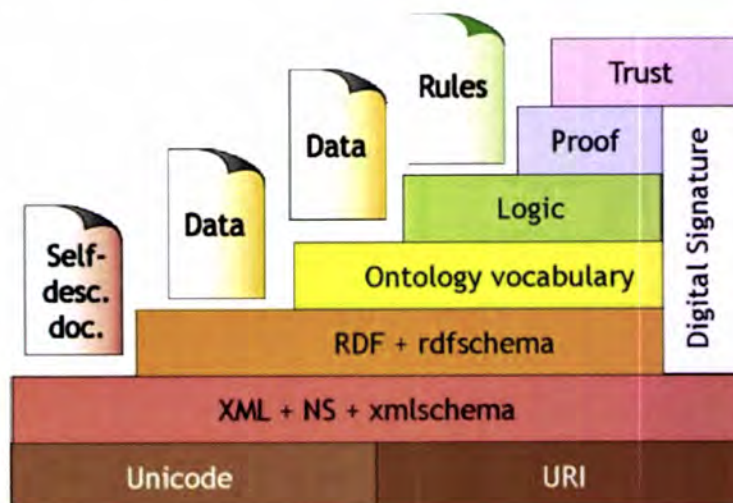 Rules
Trust
Data
Proof
Data
Logic
Self-
desc.
doc.
Ontology vocabulary
Digital Signature
RDF + rdfschema
XML + NS + xmlschema
Unicode
URI